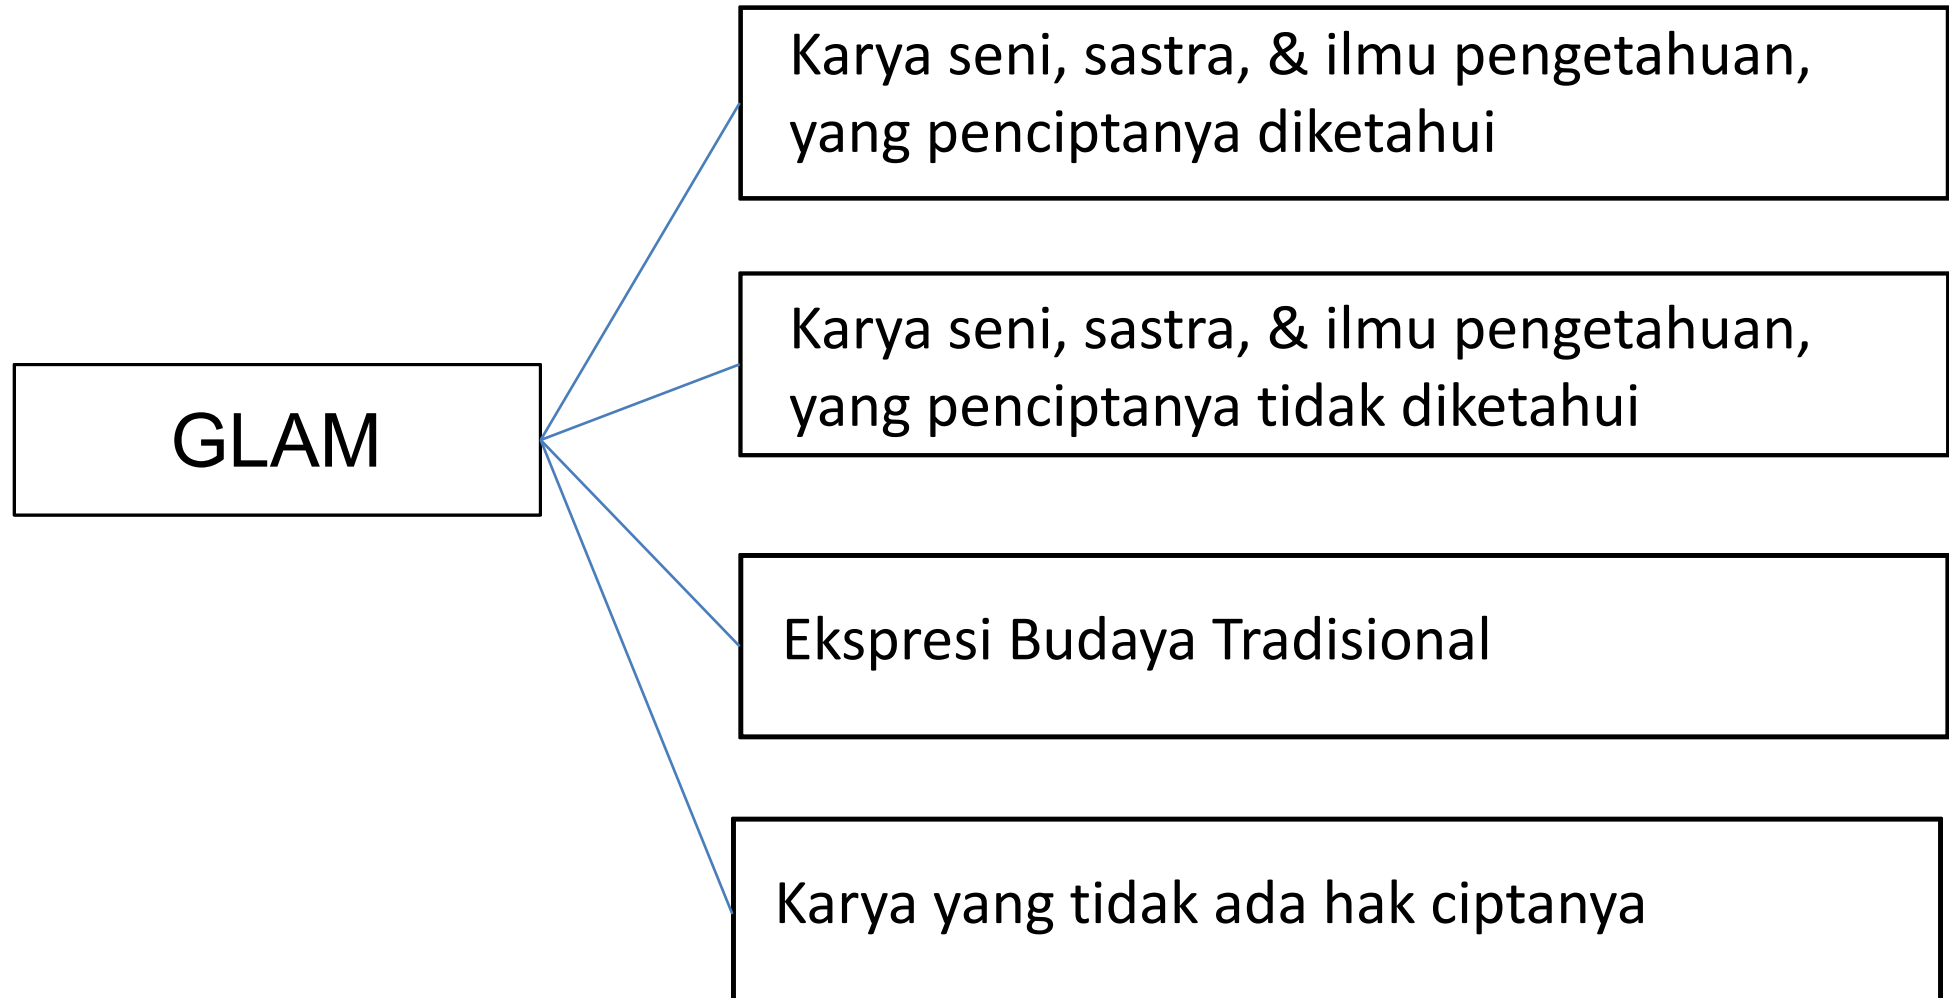 Karya seni, sastra, & ilmu pengetahuan,
yang penciptanya diketahui
Karya seni, sastra, & ilmu pengetahuan,
yang penciptanya tidak diketahui
GLAM
Ekspresi Budaya Tradisional
Karya yang tidak ada hak ciptanya